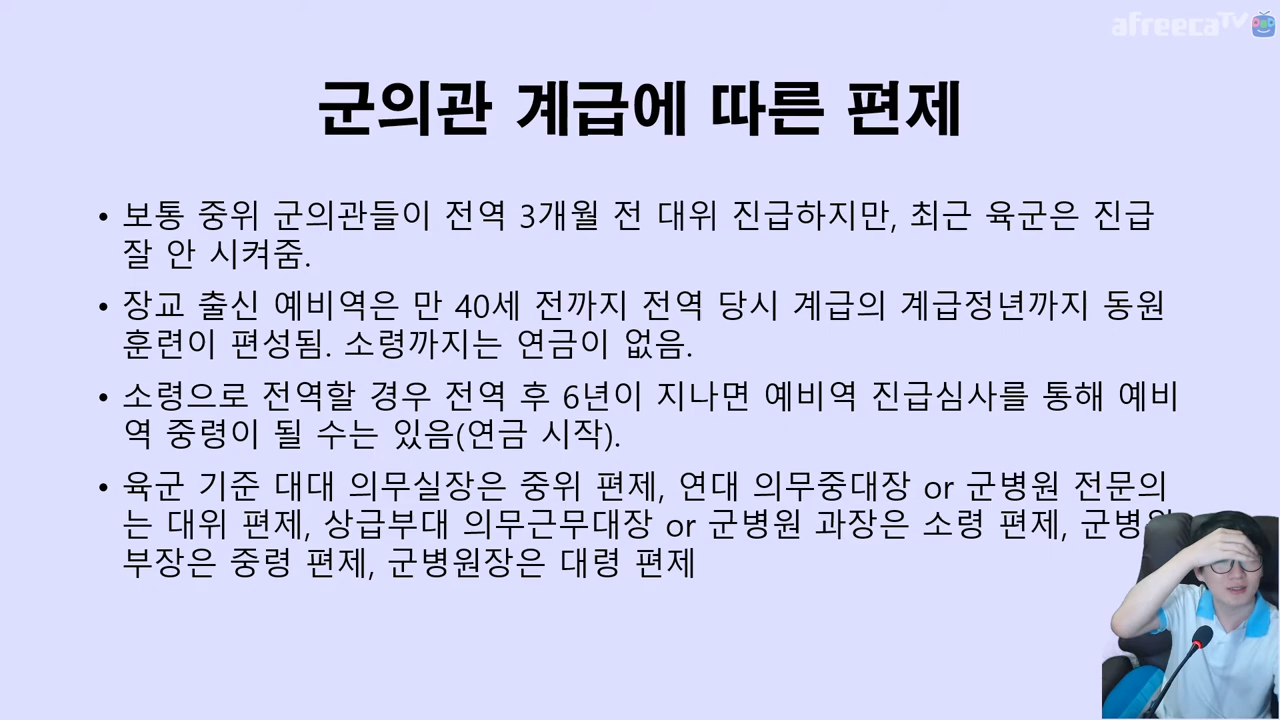 afreecaTV
군의관 계급에 따른 편제
• 보통 중위 군의관들이 전역 3개월 전 대위 진급하지만, 최근 육군은 진급
잘 안 시켜줌.
• 장교 출신 예비역은 만 40세 전까지 전역 당시 계급의 계급정년까지 동원
훈련이 편성됨. 소령까지는 연금이 없음.
• 소령으로 전역할 경우 전역 후 6년이 지나면 예비역 진급심사를 통해 예비
역 중령이 될 수는 있음(연금 시작).
• 육군 기준 대대 의무실장은 중위 편제, 연대 의무중대장 or 군병원 전문의
는 대위 편제, 상급부대 의무근무대장 or 군병원 과장은 소령 편제, 군병원
부장은 중령 편제, 군병원장은 대령 편제